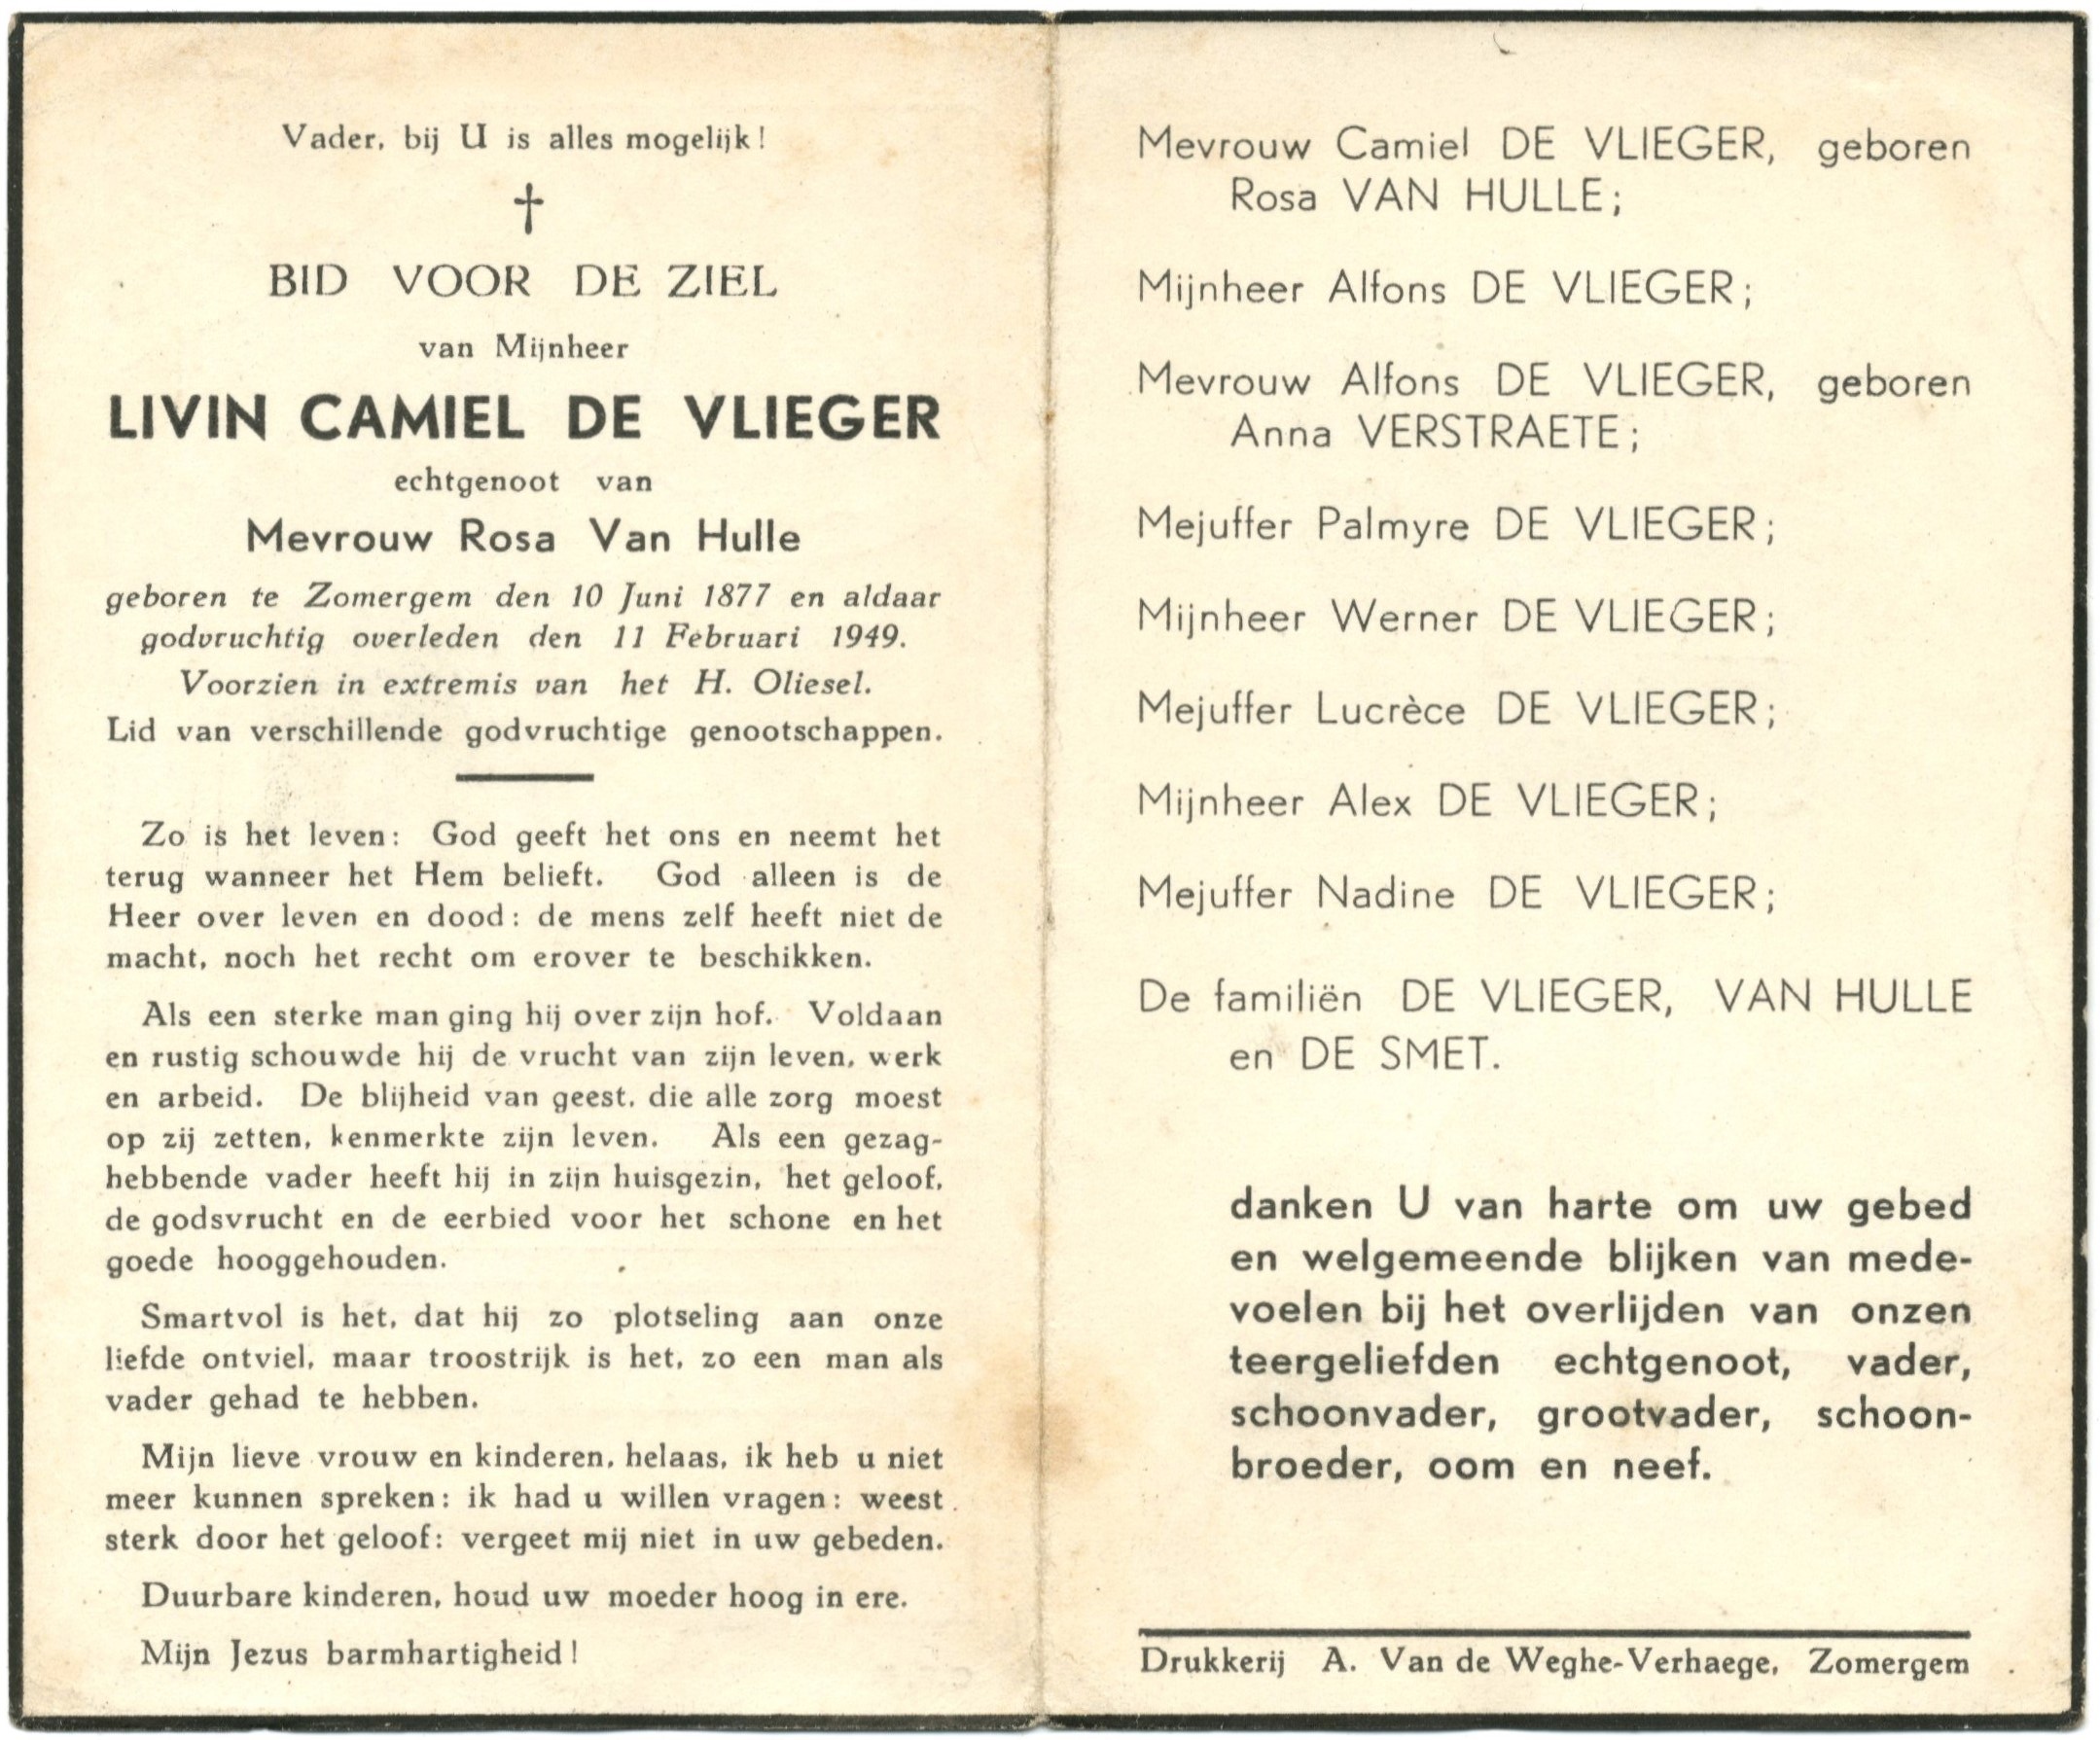 Vader, bij U is alles mogelijk!
BID VOOR DE ZIEL
van Mijnheer
LIVIN CAMIEL DE VLIEGER
echtgenoot van
Mevrouw Rosa Van Hulle
geboren te Zomergem den 10 Juni 1877 en aldaar
godvruchtig overleden den 11 Februari 1949.
Voorzien in extremis van het H. Oliesel.
Lid van verschillende godvruchtige genootschappen.
Zo is het leven: God geeft het ons en neemt het
terug wanneer het Hem belieft. God alleen is de
Heer over leven en dood: de mens zelf heeft niet de
macht, noch het recht om erover te beschikken.
Als een sterke man ging hij over zijn hof. Voldaan
en rustig schouwde hij de vrucht van zijn leven, werk
en arbeid. De blijheid van geest, die alle zorg moest
op zij zetten, kenmerkte zijn leven. Als een gezag-
hebbende vader heeft hij in zijn huisgezin, het geloof,
de godsvrucht en de eerbied voor het schone en het
goede hooggehouden.
Smartvol is het, dat hij zo plotseling aan onze
liefde ontviel, maar troostrijk is het, zo een man als
vader gehad te hebben.
Mijn lieve vrouw en kinderen, helaas, ik heb u niet
meer kunnen spreken: ik had u willen vragen: weest
sterk door het geloof: vergeet mij niet in uw gebeden.
Duurbare kinderen, houd uw moeder hoog in ere.
Mijn Jezus barmhartigheid!
Mevrouw Camiel DE VLIEGER, geboren
Rosa VAN HULLE;
Mijnheer Alfons DE VLIEGER;
Mevrouw Alfons DE VLIEGER, geboren
Anna VERSTRAETE;
Mejuffer Palmyre DE VLIEGER;
Mijnheer Werner DE VLIEGER;
Mejuffer Lucrèce DE VLIEGER;
Mijnheer Alex DE VLIEGER;
Mejuffer Nadine DE VLIEGER;
De familiën DE VLIEGER, VAN HULLE
en DE SMET.
danken U van harte om uw gebed
en welgemeende blijken van mede-
voelen bij het overlijden van onzen
teergeliefden echtgenoot, vader,
schoonvader, grootvader, schoon-
broeder, oom en neef.
Drukkerij A. Van de Weghe-Verhaege, Zomergem